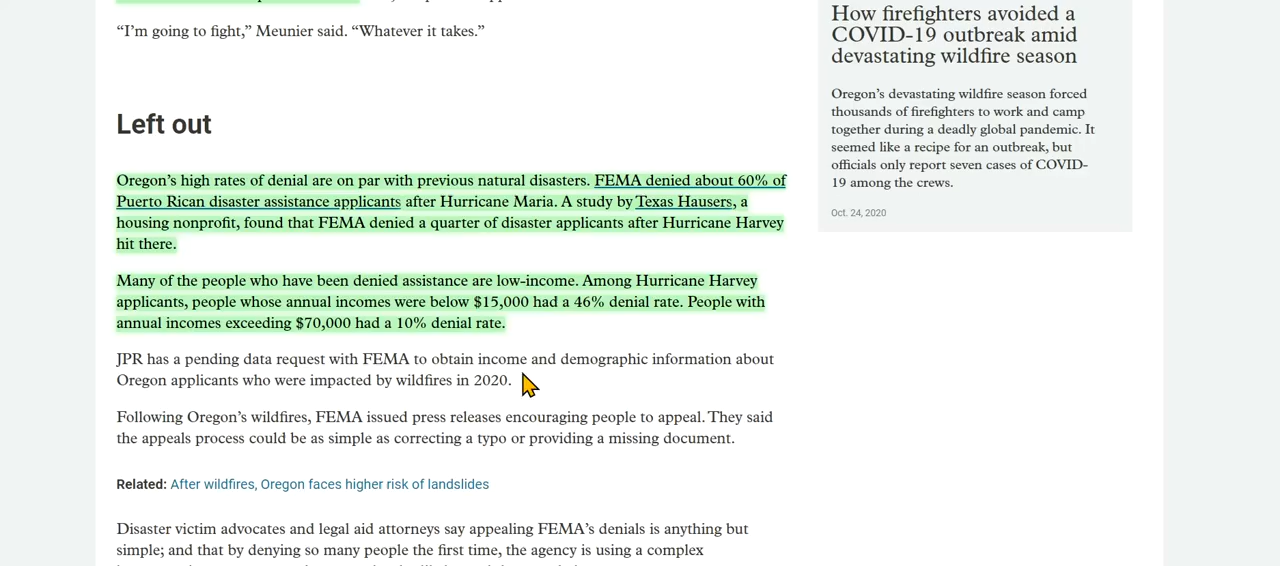 “I’m going to fight,” Meunier said. “Whatever it takes.”
Left out
Oregon’s high rates of denial are on par with previous natural disasters. FEMA denied about 60% of
Puerto Rican disaster assistance applicants after Hurricane Maria. A study by Texas Hausers, a
housing nonprofit, found that FEMA denied a quarter of disaster applicants after Hurricane Harvey
hit there.
Many of the people who have been denied assistance are low-income. Among Hurricane Harvey
applicants, people whose annual incomes were below $15,000 had a 46% denial rate. People with
annual incomes exceeding $70,000 had a 10% denial rate.
JPR has a pending data request with FEMA to obtain income and demographic information about
Oregon applicants who were impacted by wildfires in 2020.
Following Oregon’s wildfires, FEMA issued press releases encouraging people to appeal. They said
the appeals process could be as simple as correcting a typo or providing a missing document.
Related: After wildfires, Oregon faces higher risk of landslides
Disaster victim advocates and legal aid attorneys say appealing FEMA’s denials is anything but
simple; and that by denying so many people the first time, the agency is using a complex
How firefighters avoided a
COVID-19 outbreak amid
devastating wildfire season
Oregon’s devastating wildfire season forced
thousands of firefighters to work and camp
together during a deadly global pandemic. It
seemed like a recipe for an outbreak, but
officials only report seven cases of COVID-
19 among the crews.
Oct. 24, 2020